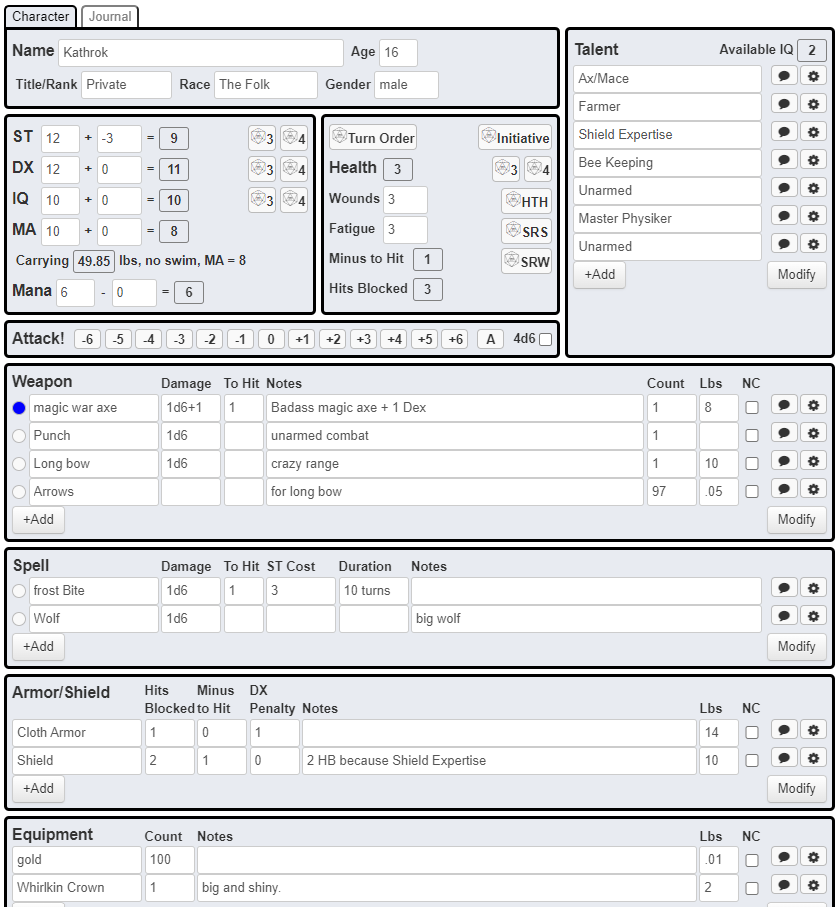 Character Journal
Name Kathrok Age 16
Title/Rank Private Race The Folk Gender male
Talent Available IQ 2
Ax/Mace
Farmer
Shield Expertise
Bee Keeping
Unarmed
Master Physiker
Unarmed
+Add Modify
ST 12 + -3 = 9 3 4
DX 12 + 0 = 11 3 4
IQ 10 + 0 = 10 3 4
MA 10 + 0 = 8
Carrying 49.85 lbs, no swim, MA = 8
Mana 6 - 0 = 6
Turn Order Initiative
Health 3 3 4
Wounds 3 HTH
Fatigue 3 SRS
Minus to Hit 1 SRW
Hits Blocked 3
Attack! -6 -5 -4 -3 -2 -1 0 +1 +2 +3 +4 +5 +6 A 4d6
Weapon Damage To Hit Notes Count Lbs NC
magic war axe 1d6+1 1 Badass magic axe + 1 Dex 1 8
Punch 1d6 unarmed combat 1
Long bow 1d6 crazy range 1 10
Arrows for long bow 97 .05
+Add Modify
Spell Damage To Hit ST Cost Duration Notes
frost Bite 1d6 1 3 10 turns
Wolf 1d6 big wolf
+Add Modify
Armor/Shield Hits Blocked Minus to Hit DX Penalty Notes Lbs NC
Cloth Armor 1 0 1 14
Shield 2 1 0 2 HB because Shield Expertise 10
+Add Modify
Equipment Count Notes Lbs NC
gold 100 .01
Whirlkin Crown 1 big and shiny. 2